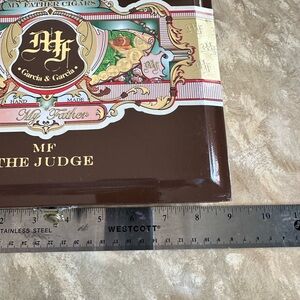 MY FATHER CIGARS
MF
Garcia & Garcia
HAND MADE
My Father
MF
MF
THE JUDGE
2 3 4 5 6 7 8 9 10
STAINLESS STEEL WESTCOTT